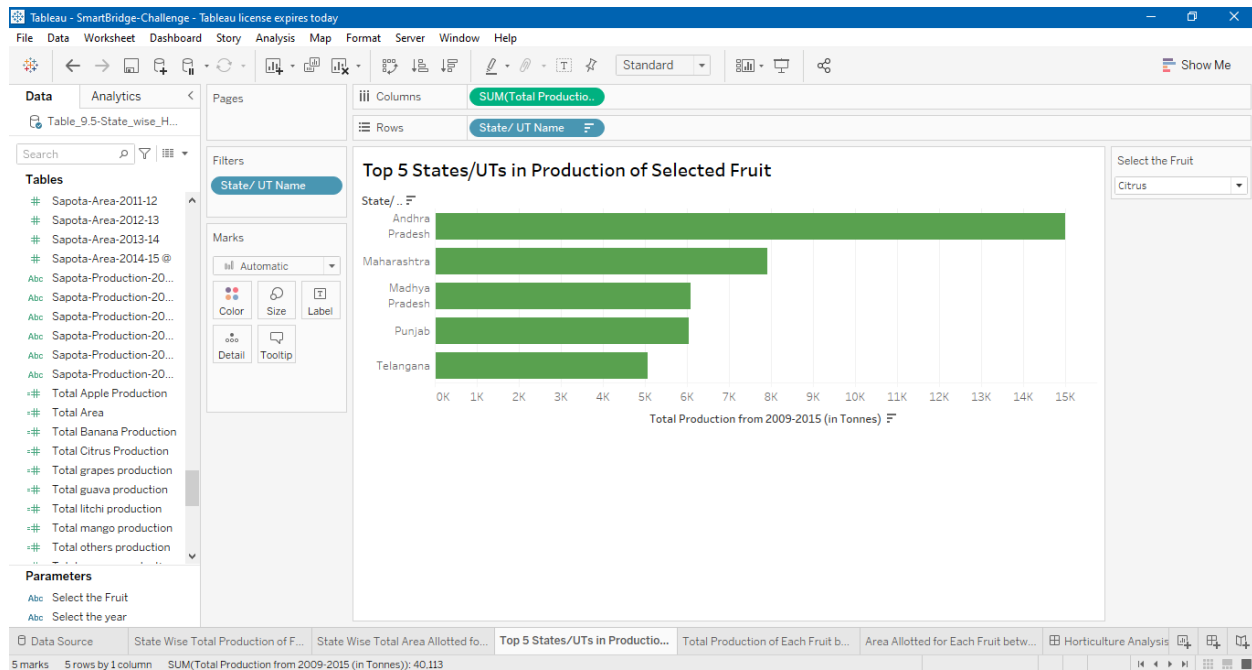 Tableau - SmartBridge-Challenge - Tableau license expires today
File Data Worksheet Dashboard Story Analysis Map Format Server Window Help
Standard
Show Me
Data Analytics
Table_9.5-State_wise_H...
Search
Tables
# Sapota-Area-2011-12
# Sapota-Area-2012-13
# Sapota-Area-2013-14
# Sapota-Area-2014-15 @
Abc Sapota-Production-20...
Abc Sapota-Production-20...
Abc Sapota-Production-20...
Abc Sapota-Production-20...
Abc Sapota-Production-20...
Abc Sapota-Production-20...
=# Total Apple Production
=# Total Area
=# Total Banana Production
=# Total Citrus Production
=# Total grapes production
=# Total guava production
=# Total litchi production
=# Total mango production
=# Total others production
Parameters
Abc Select the Fruit
Abc Select the year
Pages
Filters
State/ UT Name
Marks
Automatic
Color Size Label
Detail Tooltip
Columns SUM(Total Productio..
Rows State/ UT Name
Top 5 States/UTs in Production of Selected Fruit
State/ ..
Andhra
Pradesh
Maharashtra
Madhya
Pradesh
Punjab
Telangana
0K 1K 2K 3K 4K 5K 6K 7K 8K 9K 10K 11K 12K 13K 14K 15K
Total Production from 2009-2015 (in Tonnes)
Select the Fruit
Citrus
Data Source State Wise Total Production of F... State Wise Total Area Allotted fo... Top 5 States/UTs in Productio... Total Production of Each Fruit b... Area Allotted for Each Fruit betw... Horticulture Analysis
5 marks 5 rows by 1 column SUM(Total Production from 2009-2015 (in Tonnes)): 40,113